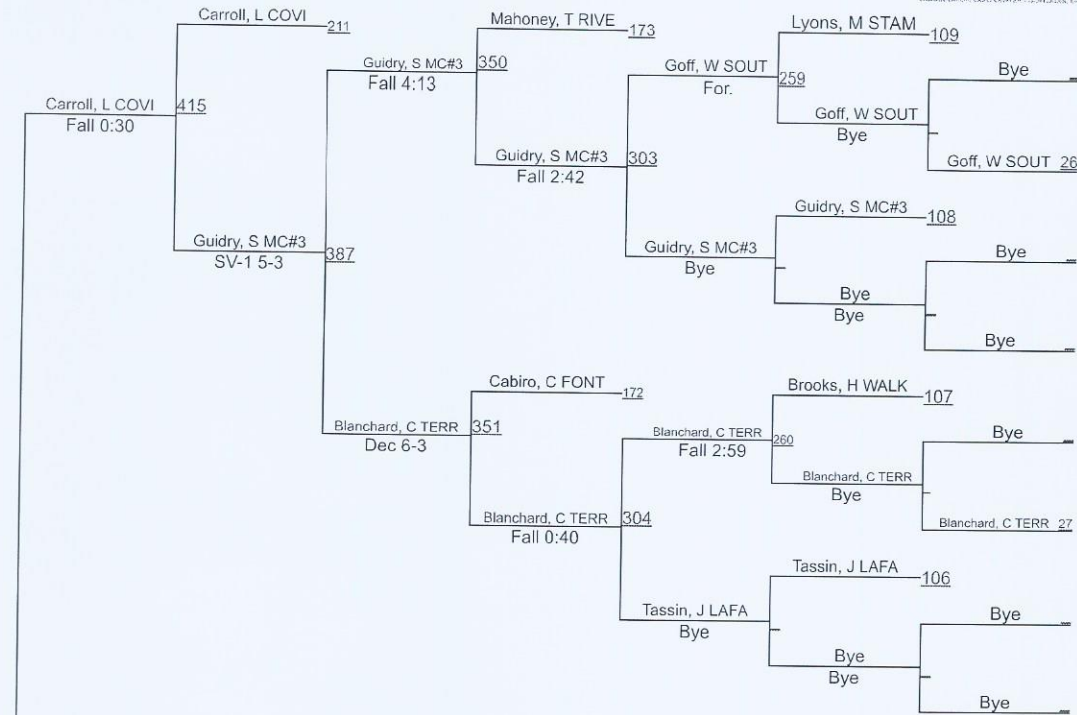 Carroll, L COVI
211
Mahoney, T RIVE
173
Lyons, M STAM
109
Guidry, S MC#3
350
Fall 4:13
Goff, W SOUT
259
For.
Bye
Carroll, L COVI
415
Fall 0:30
Goff, W SOUT
Bye
Guidry, S MC#3
303
Fall 2:42
Goff, W SOUT 26
Guidry, S MC#3
108
Guidry, S MC#3
387
SV-1 5-3
Guidry, S MC#3
Bye
Bye
Bye
Bye
Bye
Cabiro, C FONT
172
Brooks, H WALK
107
Blanchard, C TERR
351
Dec 6-3
Blanchard, C TERR
260
Fall 2:59
Bye
Blanchard, C TERR
Bye
Blanchard, C TERR
304
Fall 0:40
Blanchard, C TERR 27
Tassin, J LAFA
106
Tassin, J LAFA
Bye
Bye
Bye
Bye
Bye